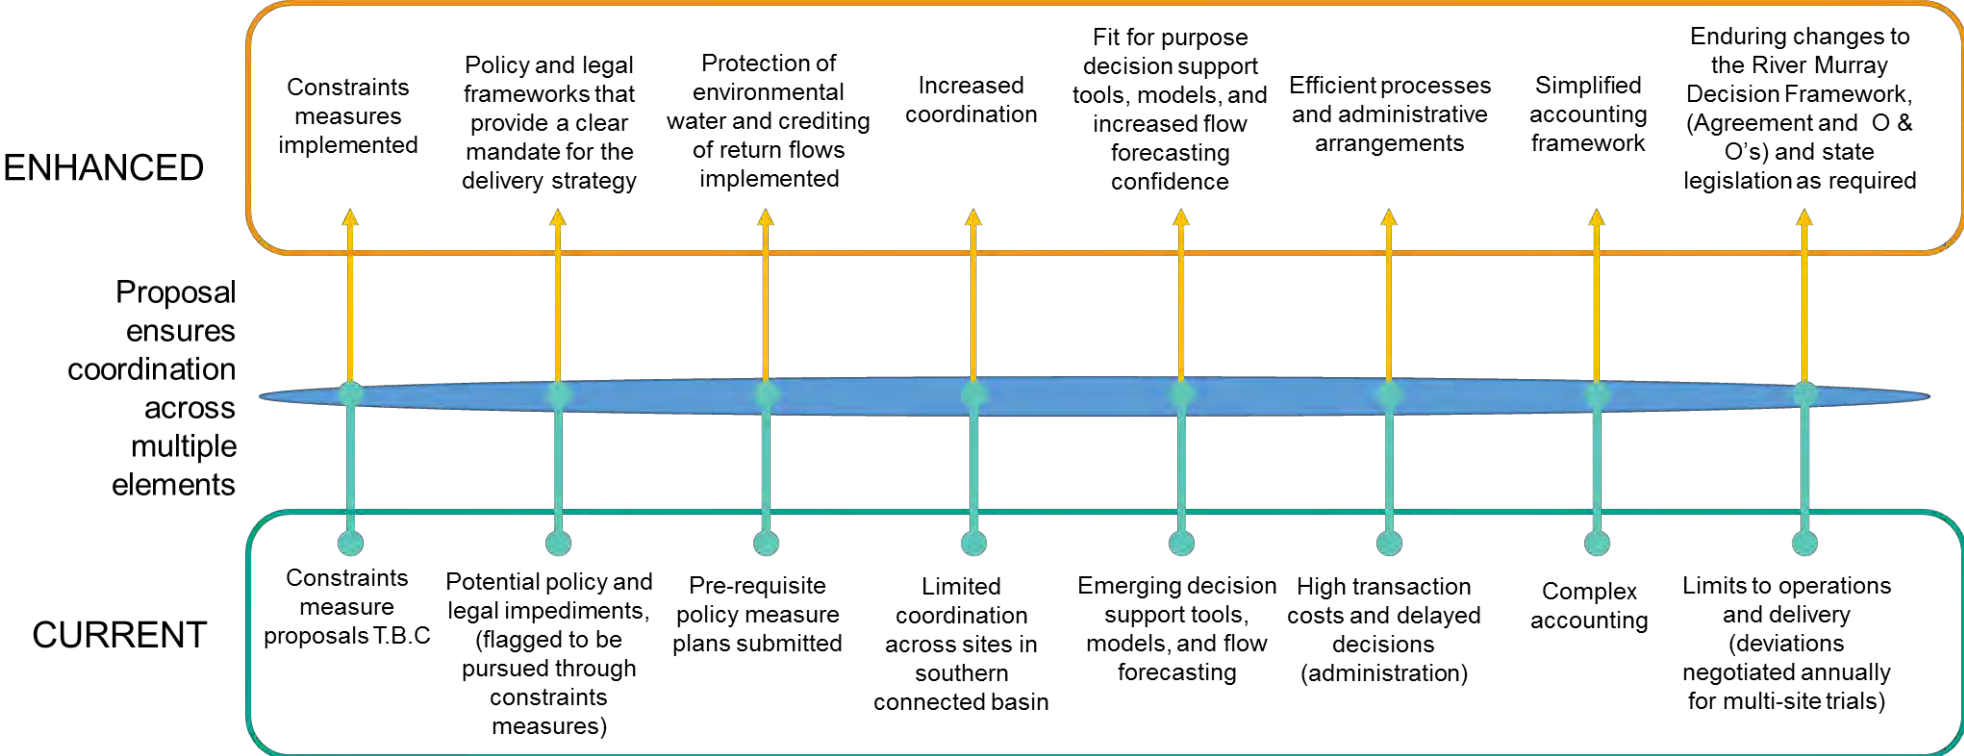 ENHANCED
Constraints
measures
implemented
Policy and legal
frameworks that
provide a clear
mandate for the
delivery strategy
Protection of
environmental
water and crediting
of return flows
implemented
Increased
coordination
Fit for purpose
decision support
tools, models, and
increased flow
forecasting
confidence
Efficient processes
and administrative
arrangements
Simplified
accounting
framework
Enduring changes to
the River Murray
Decision Framework,
(Agreement and O &
O's) and state
legislation as required
Proposal
ensures
coordination
across
multiple
elements
CURRENT
Constraints
measure
proposals T.B.C
Potential policy and
legal impediments,
(flagged to be
pursued through
constraints
measures)
Pre-requisite
policy measure
plans submitted
Limited
coordination
across sites in
southern
connected basin
Emerging decision
support tools,
models, and flow
forecasting
High transaction
costs and delayed
decisions
(administration)
Complex
accounting
Limits to operations
and delivery
(deviations
negotiated annually
for multi-site trials)